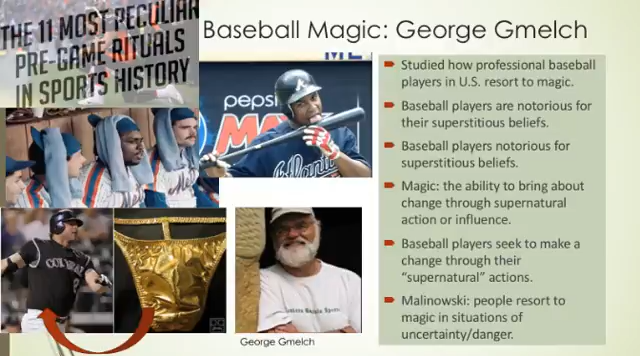 THE 11 MOST PECULIAR
PRE-GAME RITUALS
IN SPORTS HISTORY
Baseball Magic: George Gmelch
Studied how professional baseball
players in U.S. resort to magic.
Baseball players are notorious for
their superstitious beliefs.
Baseball players notorious for
superstitious beliefs.
Magic: the ability to bring about
change through supernatural
action or influence.
Baseball players seek to make a
change through their
“supernatural” actions.
Malinowski: people resort to
magic in situations of
uncertainty/danger.
pepsi
Atlanta
George Gmelch